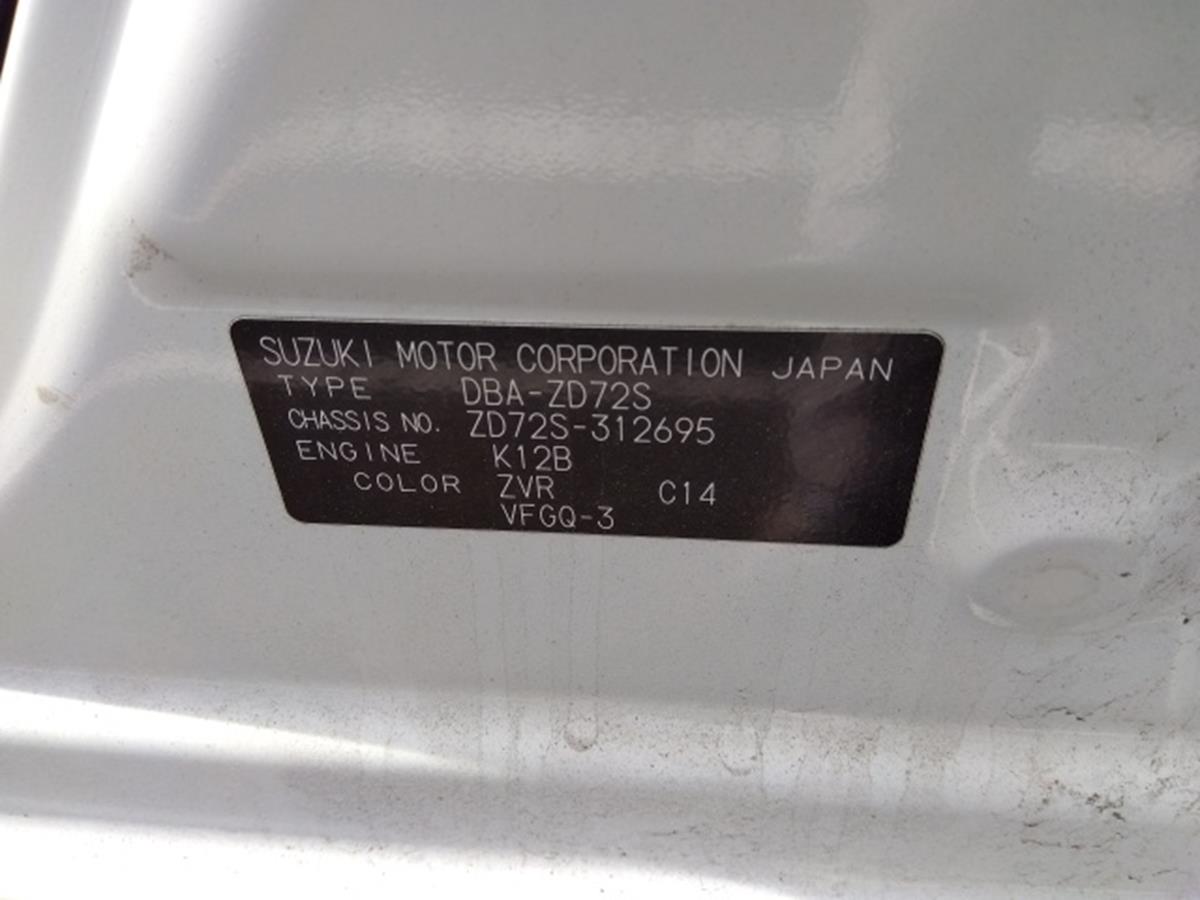 SUZUKI MOTOR CORPORATION JAPAN
TYPE DBA-ZD72S
CHASSIS NO. ZD72S-312695
ENGINE K12B
COLOR ZVR C14
VFGQ-3